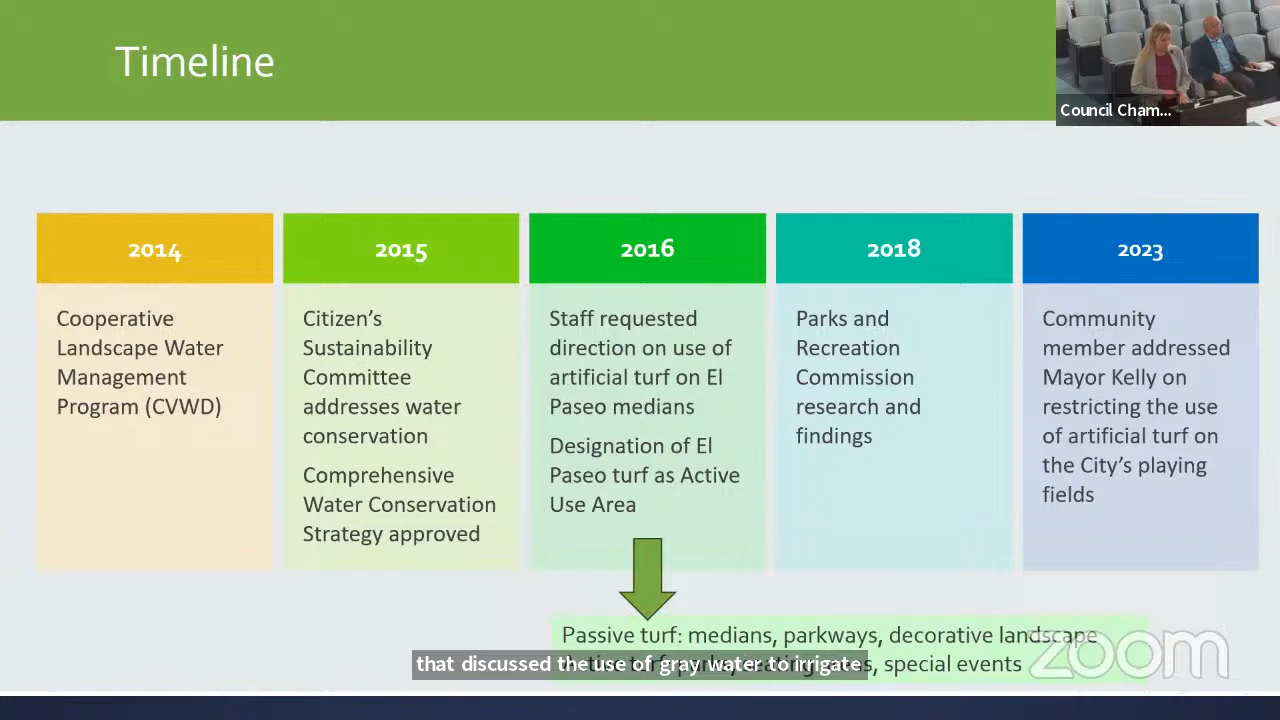 Timeline
Council Cham...
2014
Cooperative
Landscape Water
Management
Program (CVWD)
2015
Citizen's
Sustainability
Committee
addresses water
conservation
Comprehensive
Water Conservation
Strategy approved
2016
Staff requested
direction on use of
artificial turf on El
Paseo medians
Designation of El
Paseo turf as Active
Use Area
2018
Parks and
Recreation
Commission
research and
findings
2023
Community
member addressed
Mayor Kelly on
restricting the use
of artificial turf on
the City's playing
fields
Passive turf: medians, parkways, decorative landscape
special events
that discussed the use of gray water to irrigate
zoom